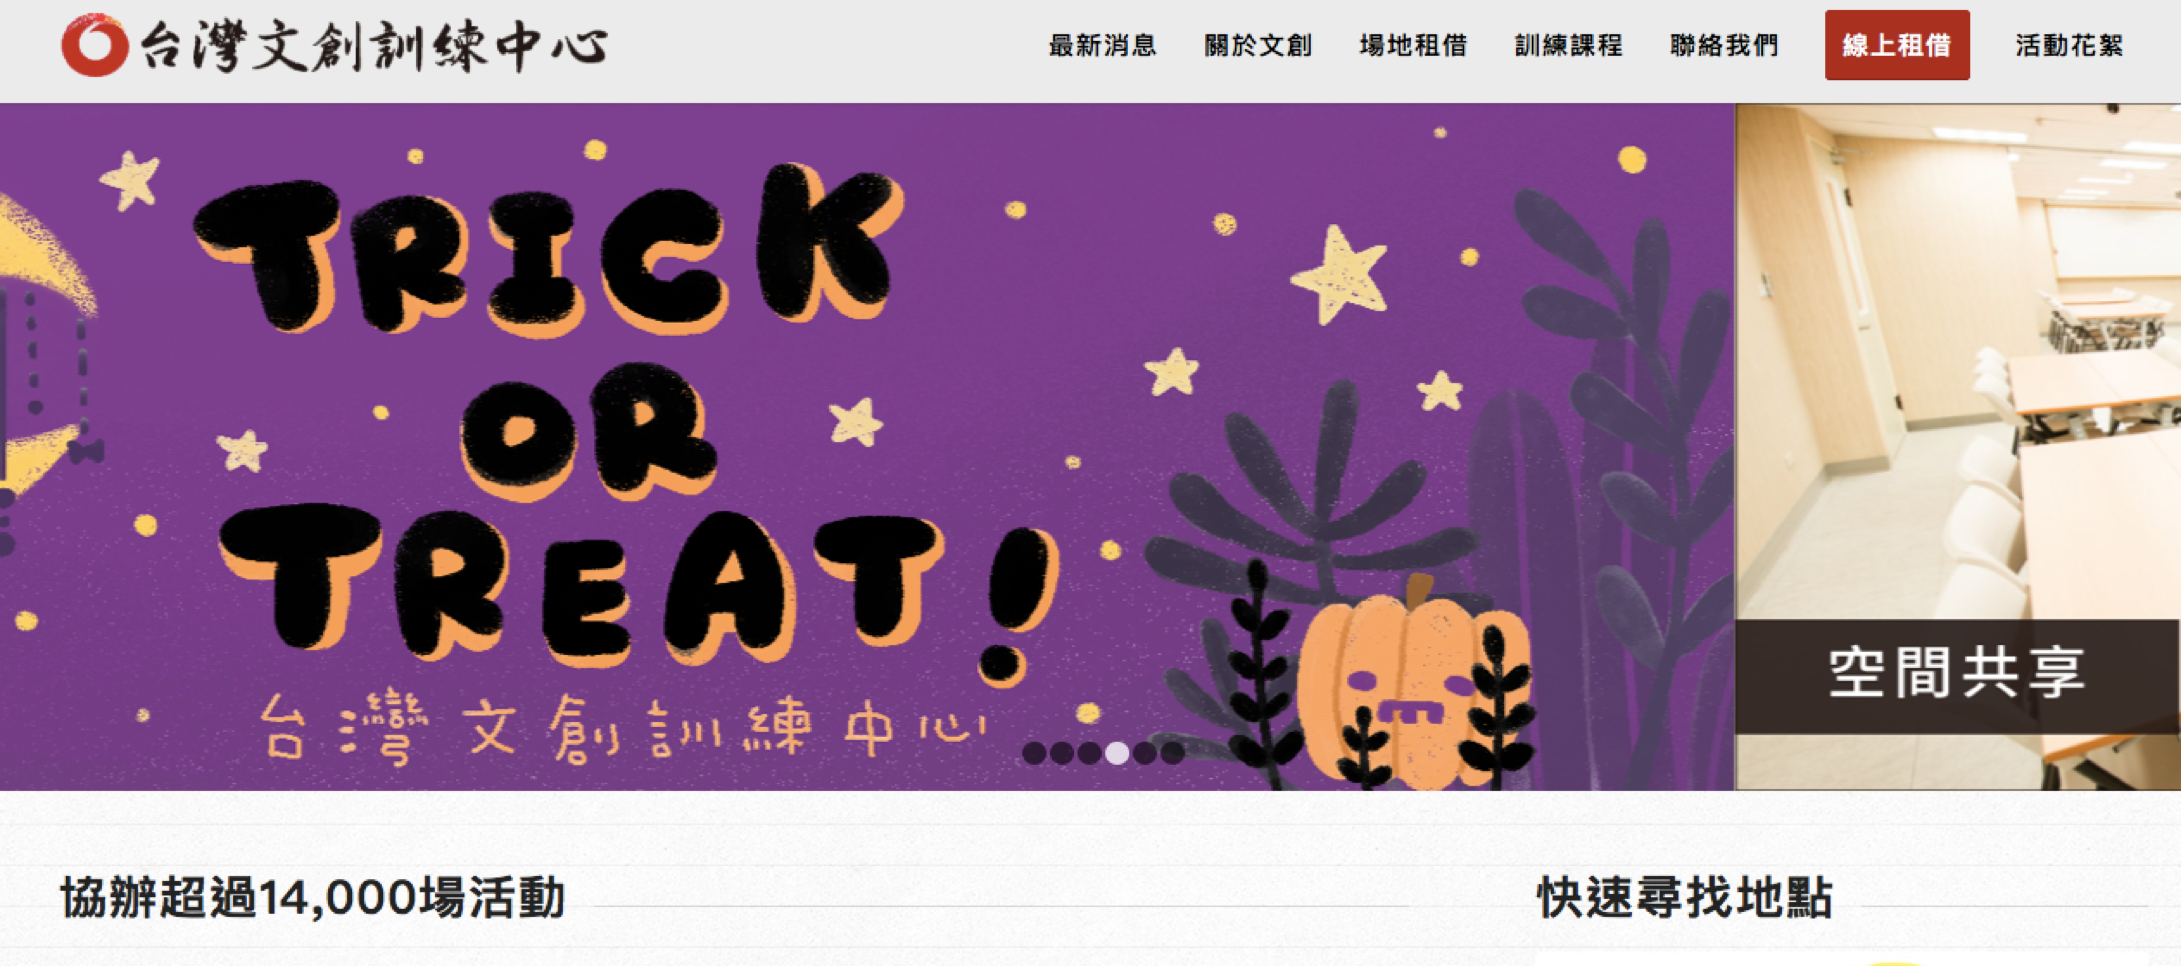 台灣文創訓練中心
最新消息 關於文創 場地租借 訓練課程 聯絡我們 線上租借 活動花絮
TRICK
OR
TREAT!
台灣文創訓練中心
空間共享
協辦超過14,000場活動
快速尋找地點